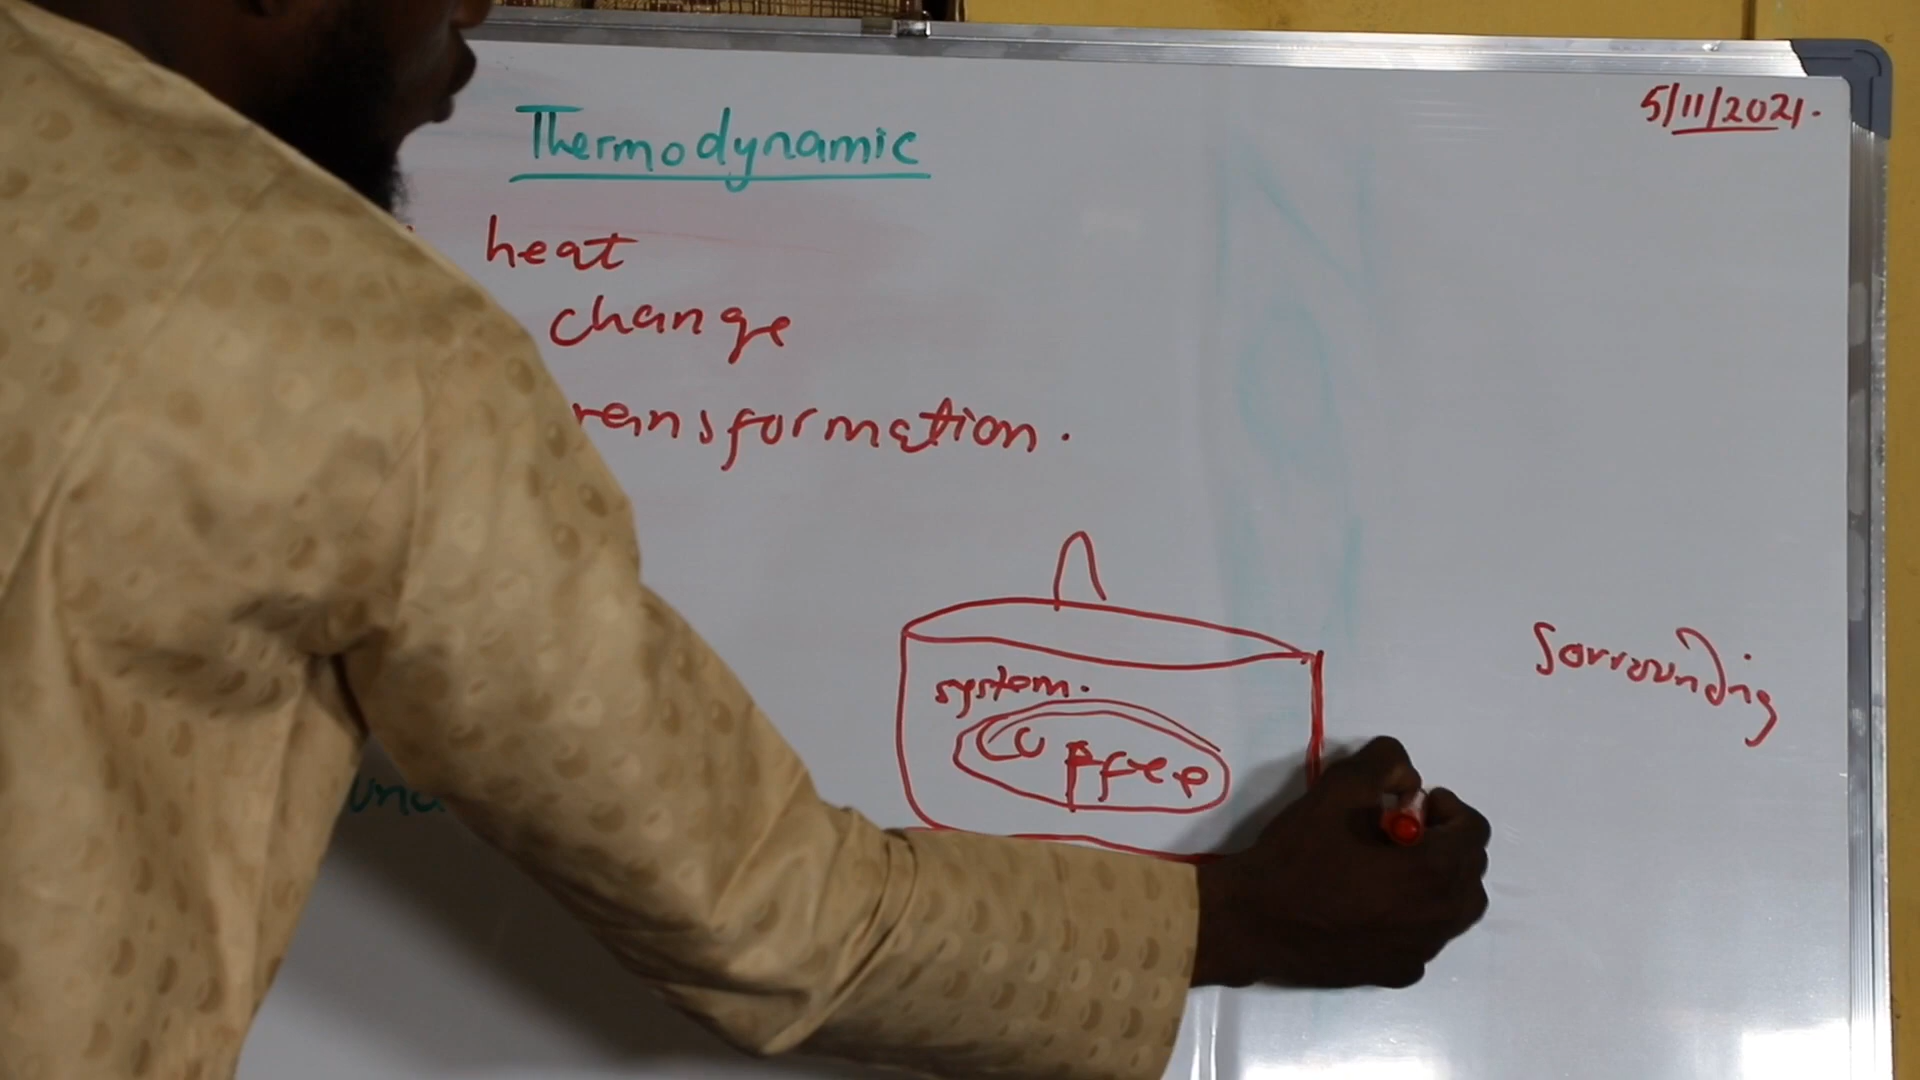 5/11/2021.
Thermodynamic
heat
change
ransformation.
system.
Sorrounding